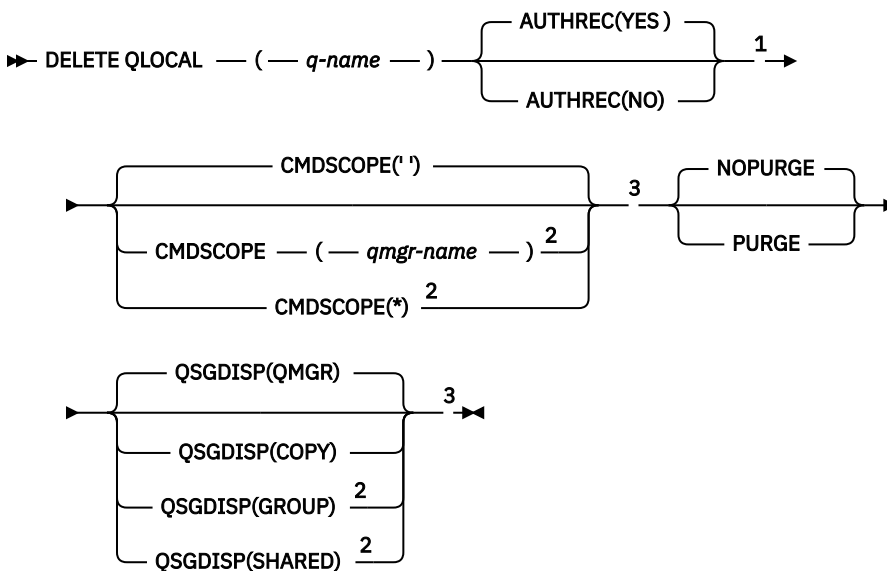 AUTHREC(YES )
DELETE QLOCAL ( q-name ) 1
AUTHREC(NO)
CMDSCOPE(' ')
3
NOPURGE
CMDSCOPE ( qmgr-name ) 2
PURGE
CMDSCOPE(*) 2
QSGDISP(QMGR)
3
QSGDISP(COPY)
QSGDISP(GROUP) 2
QSGDISP(SHARED) 2